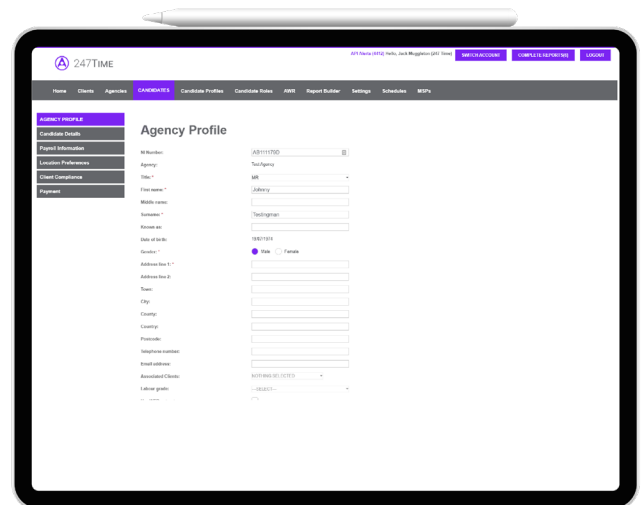 Hello, Jack Muggleton (247 Time)
SWITCH ACCOUNT
COMPLETE REPORTS(S)
LOGOUT
247TIME
Home Clients Agencies CANDIDATES Candidate Profiles Candidate Roles AWR Report Builder Settings Schedules MSPs
AGENCY PROFILE
Candidate Details
Payroll Information
Location Preferences
Client Compliance
Payment
Agency Profile
NI Number:
Agency: Test Agency
Title: * MR
First name: * Johnny
Middle name:
Surname: * Testingman
Known as:
Date of birth:
Gender: * Male Female
Address line 1: *
Address line 2:
Town:
City:
County:
Country:
Postcode:
Telephone number:
Email address:
Associated Clients: NOTHING SELECTED
Labour grade: ---SELECT---